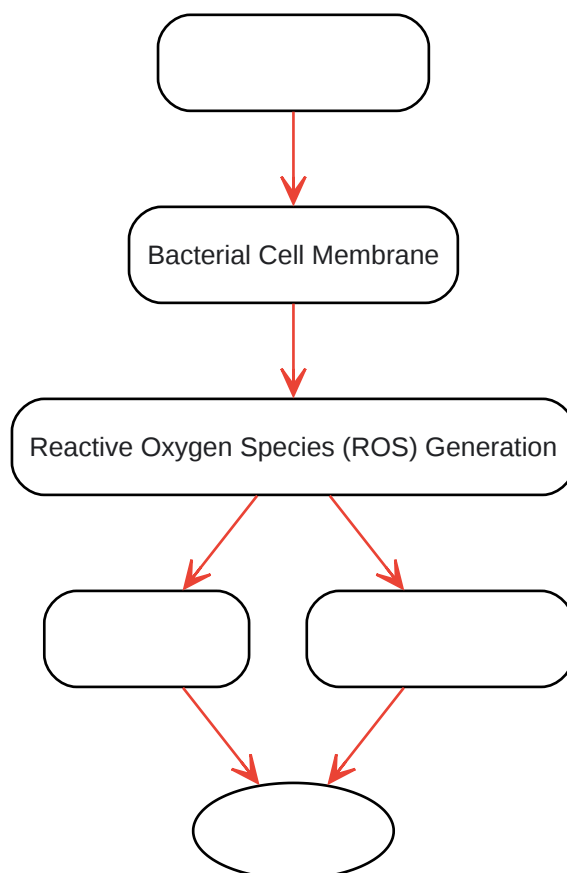 Bacterial Cell Membrane
Reactive Oxygen Species (ROS) Generation